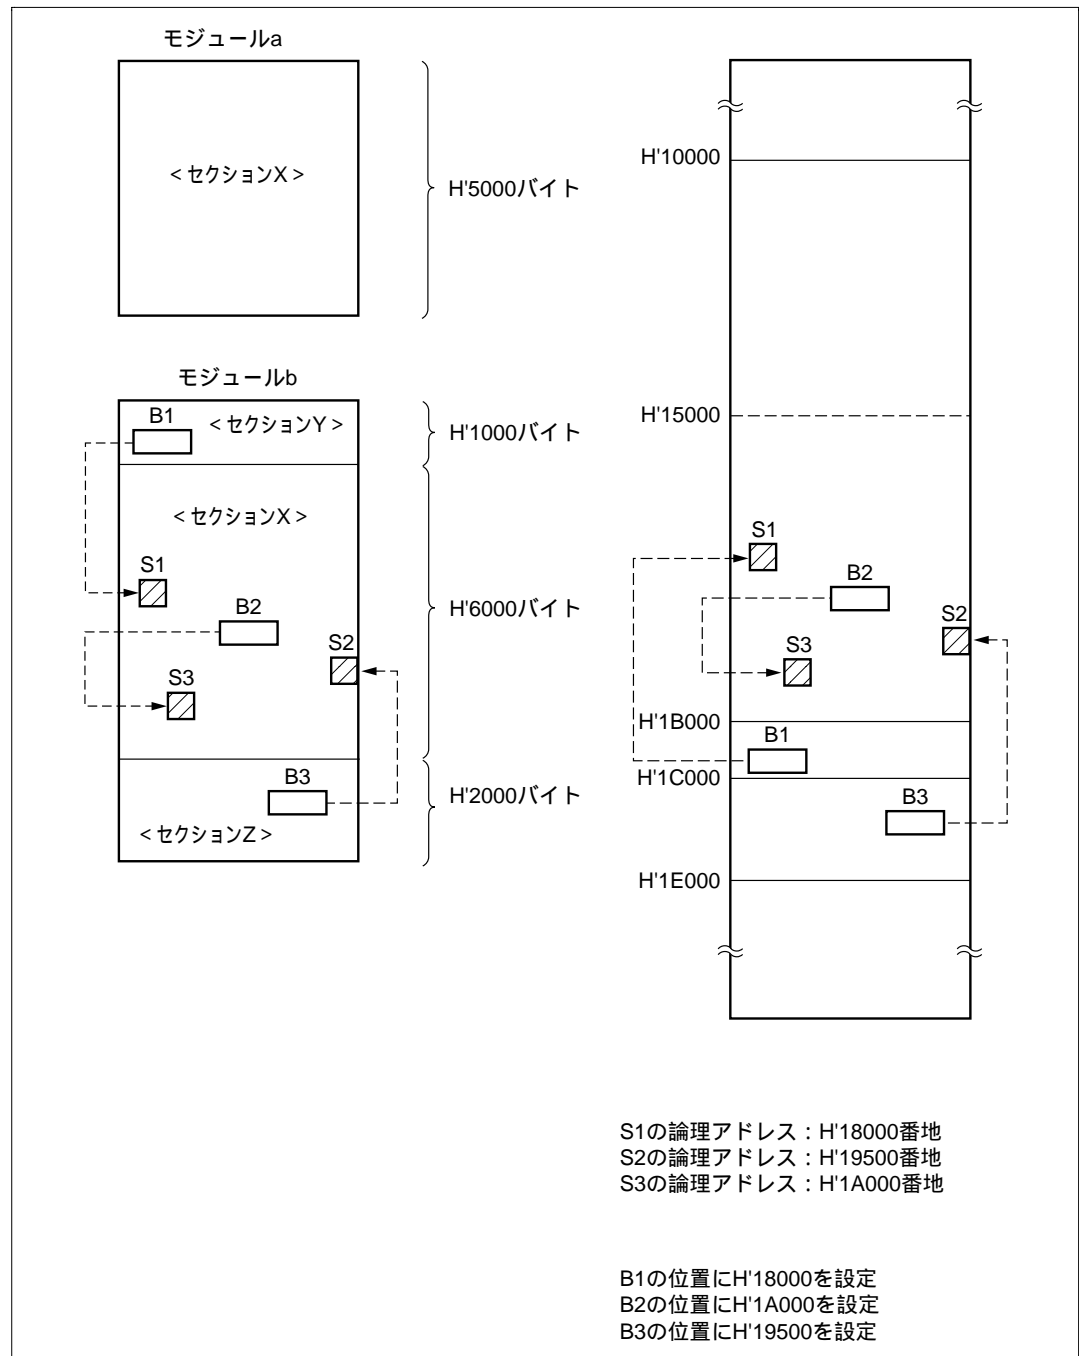 モジュールa
<セクションX>
H'5000バイト
モジュールb
B1
<セクションY>
H'1000バイト
<セクションX>
S1
B2
H'6000バイト
S2
S3
B3
H'2000バイト
<セクションZ>
H'10000
H'15000
S1
B2
S2
S3
H'1B000
B1
H'1C000
B3
H'1E000
S1の論理アドレス：H'18000番地
S2の論理アドレス：H'19500番地
S3の論理アドレス：H'1A000番地
B1の位置にH'18000を設定
B2の位置にH'1A000を設定
B3の位置にH'19500を設定